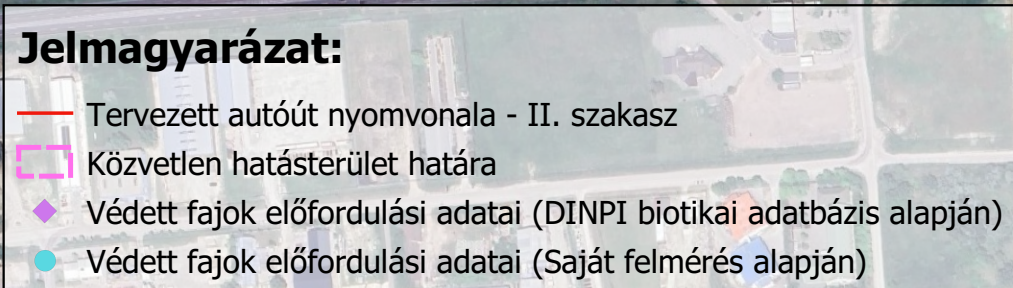 Jelmagyarázat:
Tervezett autóút nyomvonala - II. szakasz
Közvetlen hatásterület határa
Védett fajok előfordulási adatai (DINPI biotikai adatbázis alapján)
Védett fajok előfordulási adatai (Saját felmérés alapján)